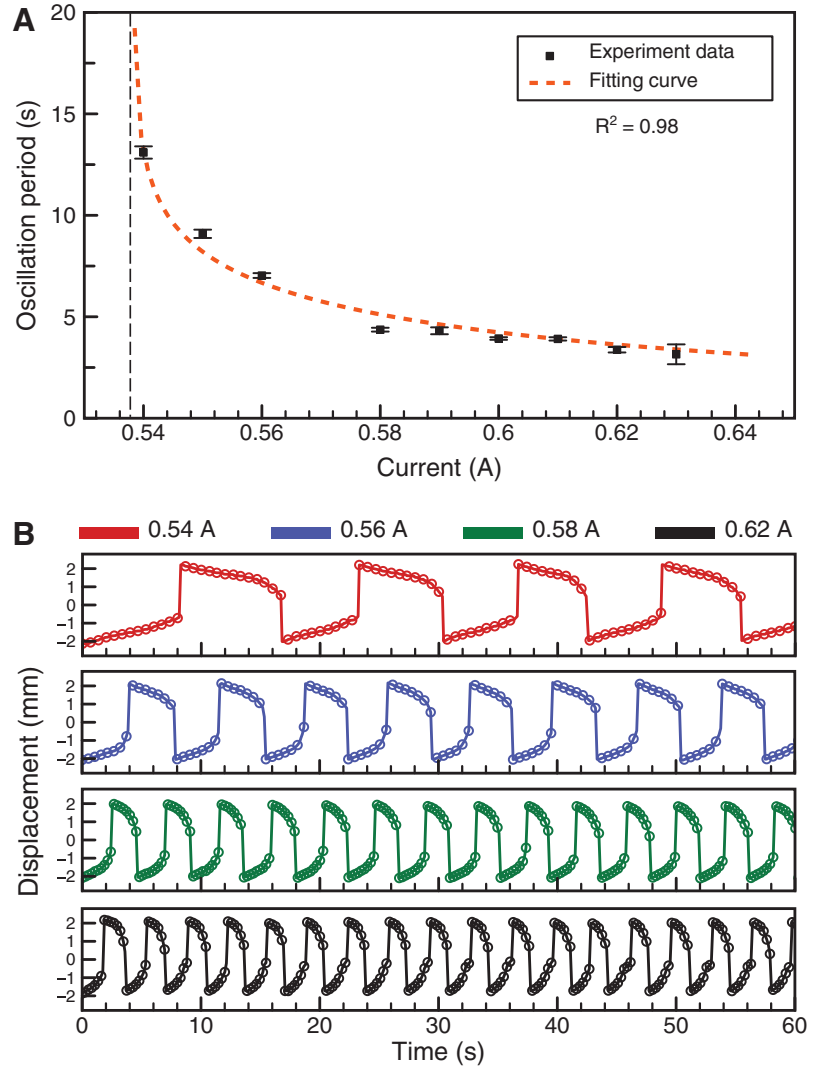 A
20
15
10
5
0
Oscillation period (s)
Experiment data
Fitting curve
R² = 0.98
0.54 0.56 0.58 0.6 0.62 0.64
Current (A)
B
0.54 A 0.56 A 0.58 A 0.62 A
Displacement (mm)
2
1
0
−1
−2
2
1
0
−1
−2
2
1
0
−1
−2
2
1
0
−1
−2
0 10 20 30 40 50 60
Time (s)